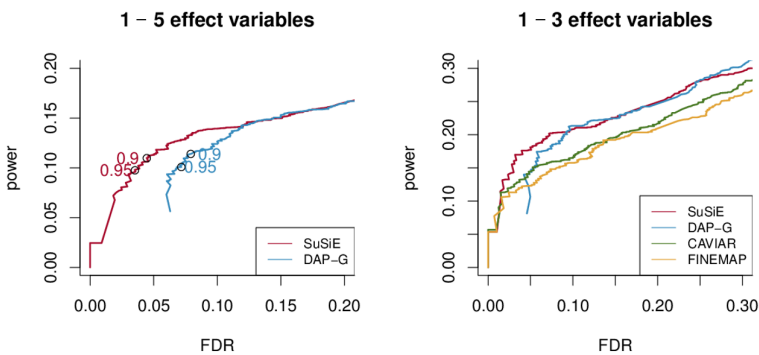 1 − 5 effect variables
power
0.00
0.05
0.10
0.15
0.20
0.9
0.95
0.9
0.95
SuSiE
DAP−G
0.00
0.05
0.10
0.15
0.20
FDR
1 − 3 effect variables
power
0.00
0.10
0.20
0.30
SuSiE
DAP−G
CAVIAR
FINEMAP
0.00
0.10
0.20
0.30
FDR